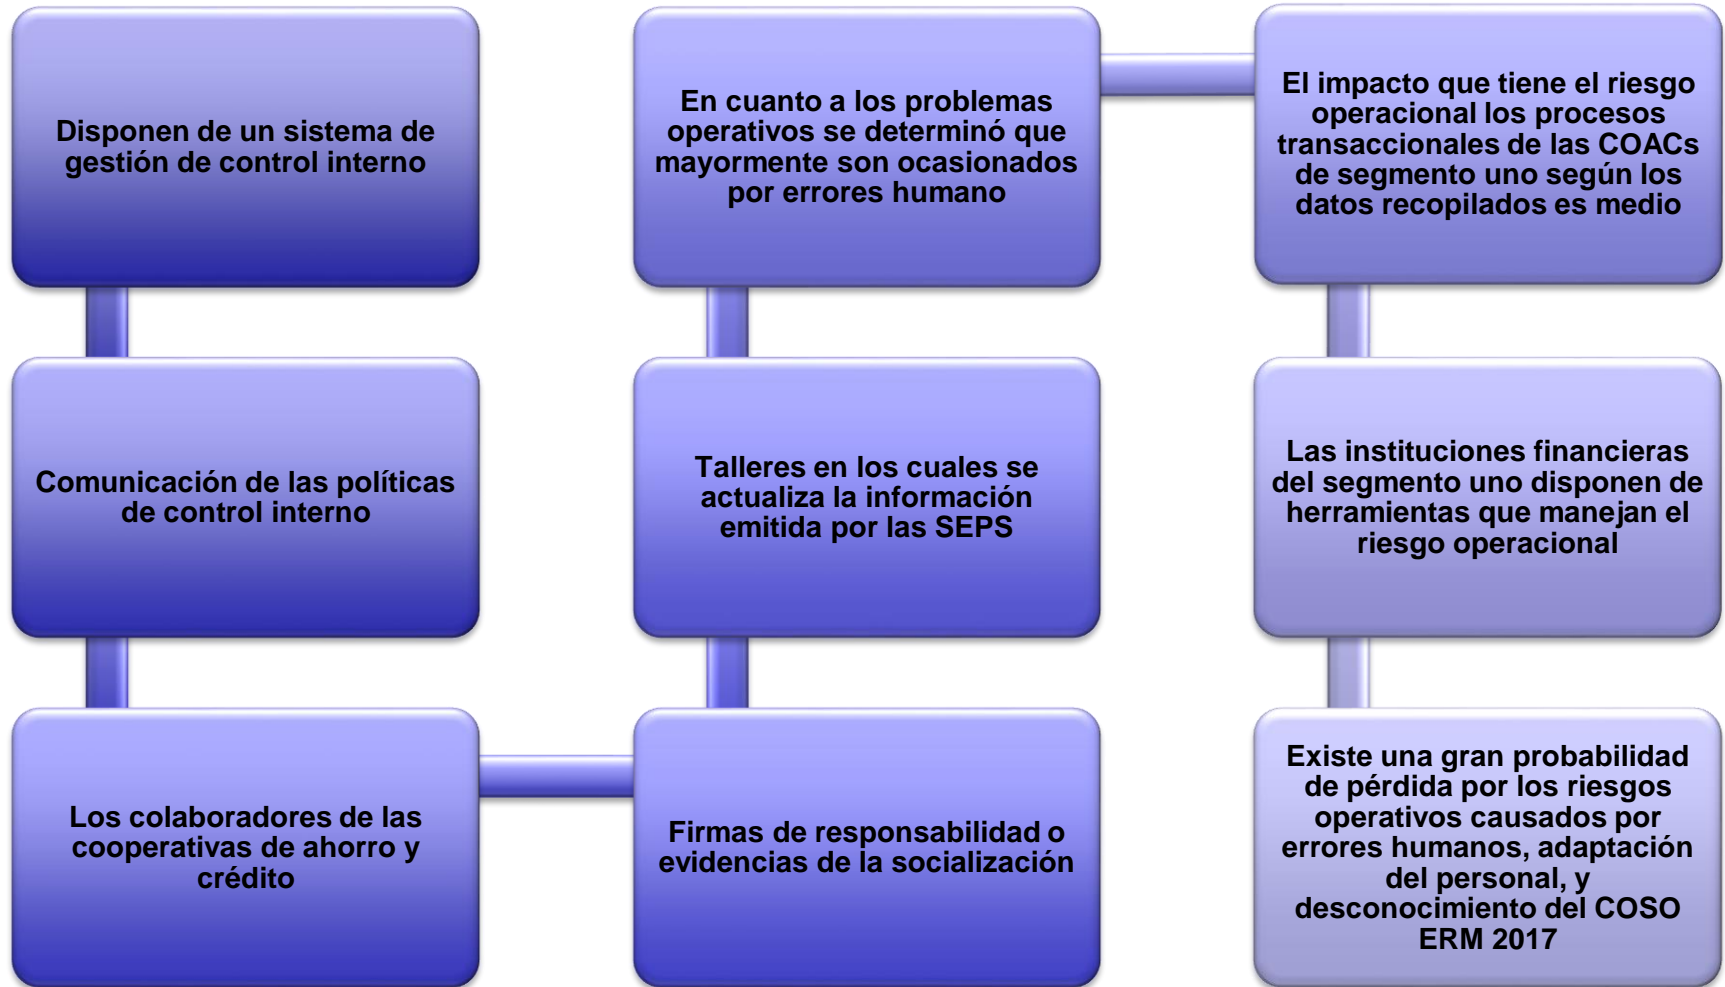 Disponen de un sistema de
gestión de control interno
Comunicación de las políticas
de control interno
Los colaboradores de las
cooperativas de ahorro y
crédito
Firmas de responsabilidad o
evidencias de la socialización
Talleres en los cuales se
actualiza la información
emitida por las SEPS
En cuanto a los problemas
operativos se determinó que
mayormente son ocasionados
por errores humano
El impacto que tiene el riesgo
operacional los procesos
transaccionales de las COACs
de segmento uno según los
datos recopilados es medio
Las instituciones financieras
del segmento uno disponen de
herramientas que manejan el
riesgo operacional
Existe una gran probabilidad
de pérdida por los riesgos
operativos causados por
errores humanos, adaptación
del personal, y
desconocimiento del COSO
ERM 2017